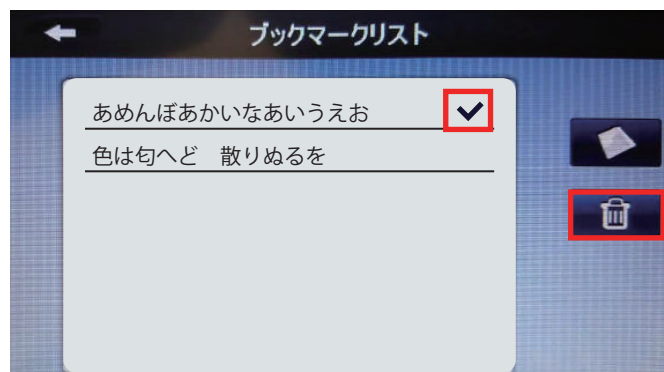 ブックマークリスト
あめんぼあかいなあいうえお
色は匂へど　散りぬるを